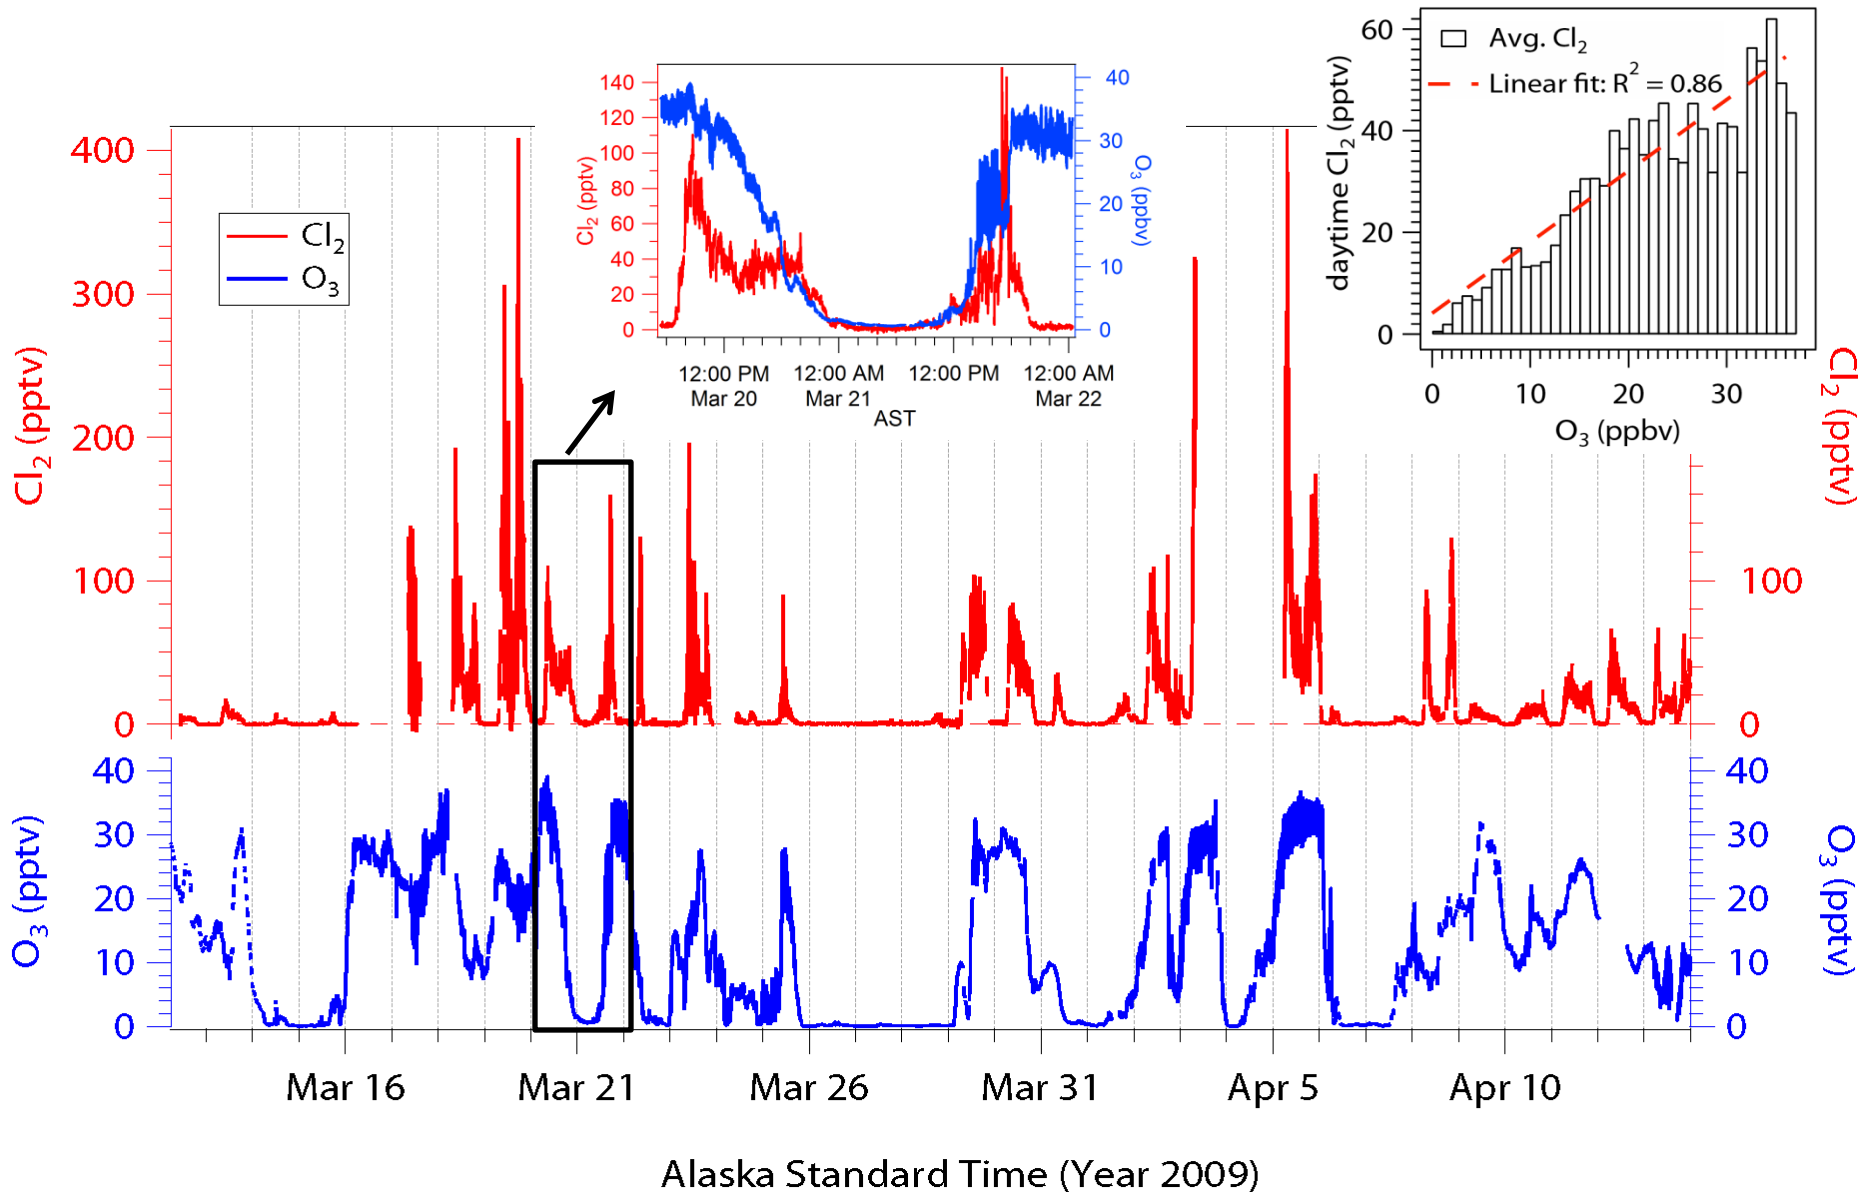 140
120
100
80
60
40
20
0
Cl2 (pptv)
40
30
20
10
0
O3 (ppbv)
12:00 PM
Mar 20
12:00 AM
Mar 21
12:00 PM
12:00 AM
Mar 22
AST
60
40
20
0
daytime Cl2 (pptv)
Avg. Cl2
Linear fit: R2 = 0.86
0
10
20
30
O3 (ppbv)
Cl2
O3
400
300
200
100
0
Cl2 (pptv)
100
0
Cl2 (pptv)
40
30
20
10
0
O3 (pptv)
40
30
20
10
0
O3 (pptv)
Mar 16
Mar 21
Mar 26
Mar 31
Apr 5
Apr 10
Alaska Standard Time (Year 2009)